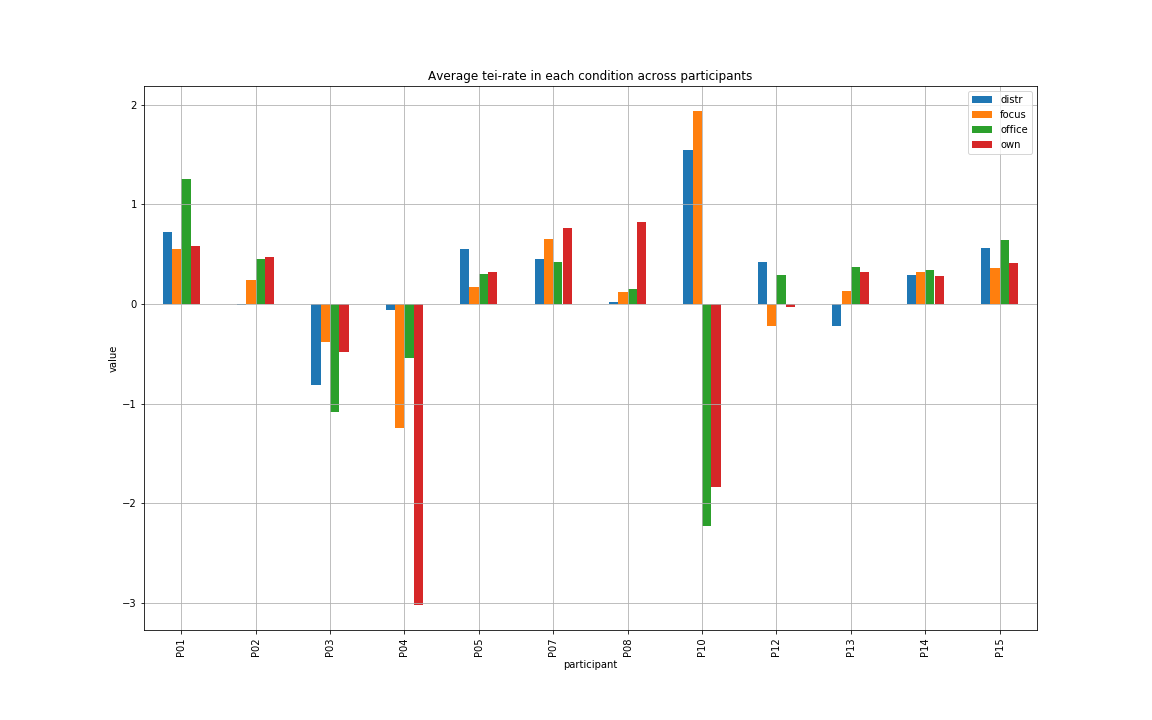 Average tei-rate in each condition across participants
distr
focus
office
own
value
2
1
0
−1
−2
−3
P01
P02
P03
P04
P05
P07
P08
P10
P12
P13
P14
P15
participant